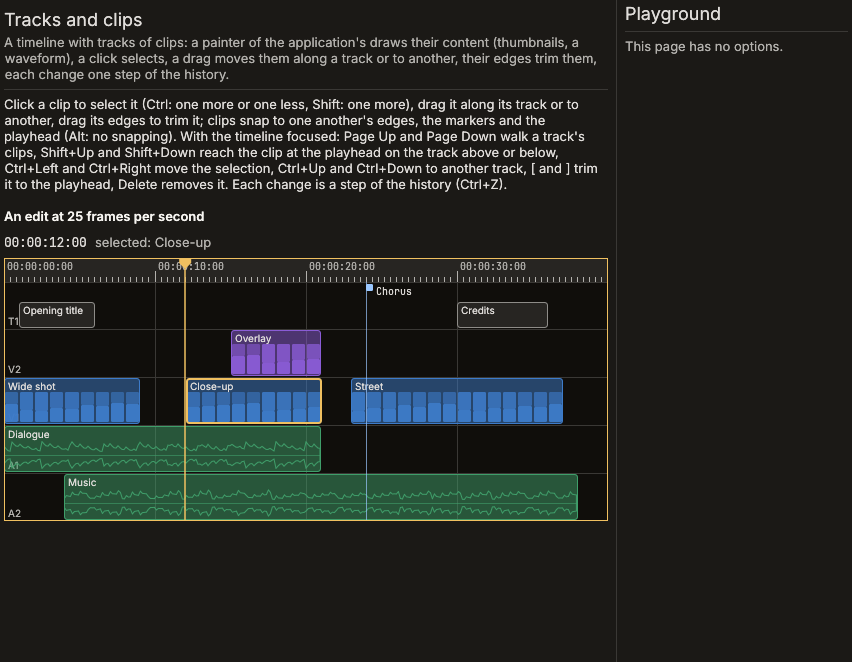 Tracks and clips
A timeline with tracks of clips: a painter of the application's draws their content (thumbnails, a
waveform), a click selects, a drag moves them along a track or to another, their edges trim them,
each change one step of the history.
Click a clip to select it (Ctrl: one more or one less, Shift: one more), drag it along its track or to
another, drag its edges to trim it; clips snap to one another's edges, the markers and the
playhead (Alt: no snapping). With the timeline focused: Page Up and Page Down walk a track's
clips, Shift+Up and Shift+Down reach the clip at the playhead on the track above or below,
Ctrl+Left and Ctrl+Right move the selection, Ctrl+Up and Ctrl+Down to another track, [ and ] trim
it to the playhead, Delete removes it. Each change is a step of the history (Ctrl+Z).
An edit at 25 frames per second
00:00:12:00 selected: Close-up
00:00:00:00 00:00:10:00 00:00:20:00 00:00:30:00
Chorus
Opening title Credits
T1
Overlay
V2
Wide shot Close-up Street
Dialogue
A1
Music
A2
Playground
This page has no options.